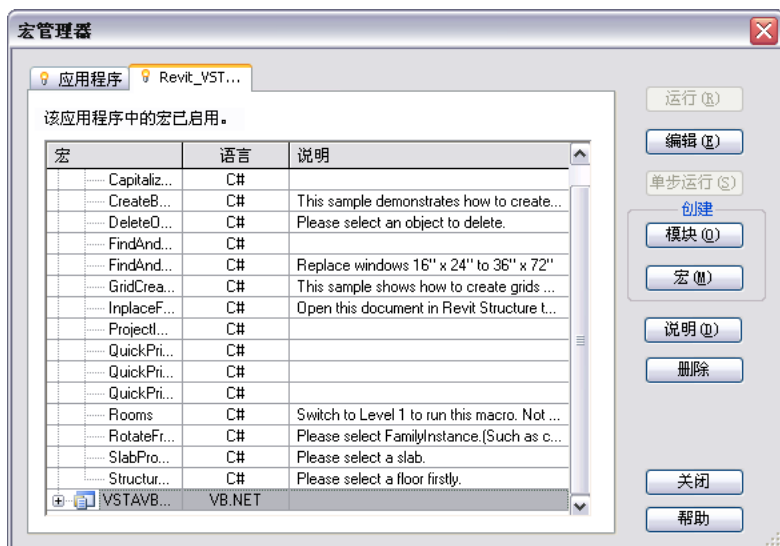 宏管理器
应用程序
Revit_VST...
该应用程序中的宏已启用。
宏 语言 说明
Capitaliz... C#
CreateB... C# This sample demonstrates how to create...
DeleteO... C# Please select an object to delete.
FindAnd... C#
FindAnd... C# Replace windows 16'' x 24'' to 36'' x 72''
GridCrea... C# This sample shows how to create grids ...
InplaceF... C# Open this document in Revit Structure t...
ProjectI... C#
QuickPri... C#
QuickPri... C#
QuickPri... C#
Rooms C# Switch to Level 1 to run this macro. Not ...
RotateFr... C# Please select FamilyInstance.(Such as c...
SlabPro... C# Please select a slab.
Structur... C# Please select a floor firstly.
VSTAVB... VB.NET
运行(R)
编辑(E)
单步运行(S)
创建
模块(O)
宏(M)
说明(D)
删除
关闭
帮助